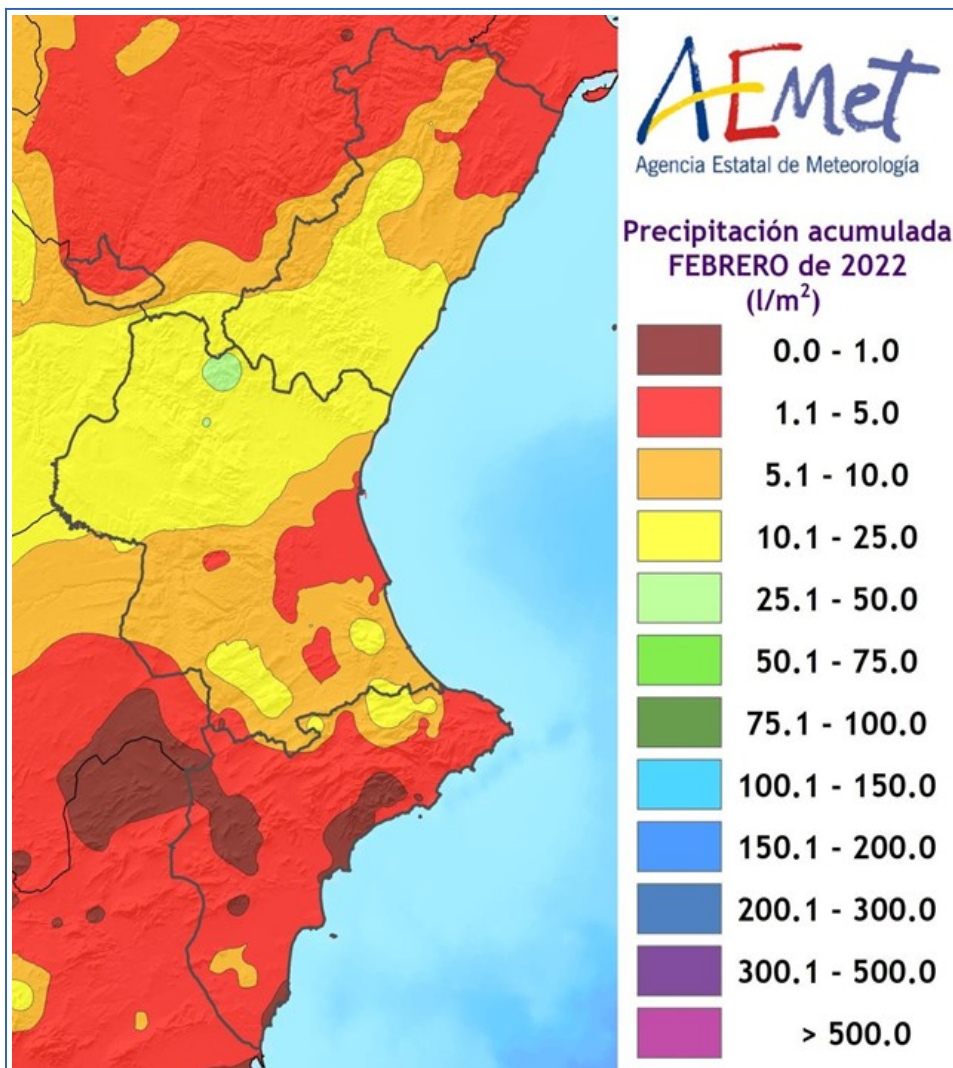 AEMet
Agencia Estatal de Meteorología
Precipitación acumulada
FEBRERO de 2022
(l/m²)
0.0 - 1.0
1.1 - 5.0
5.1 - 10.0
10.1 - 25.0
25.1 - 50.0
50.1 - 75.0
75.1 - 100.0
100.1 - 150.0
150.1 - 200.0
200.1 - 300.0
300.1 - 500.0
> 500.0